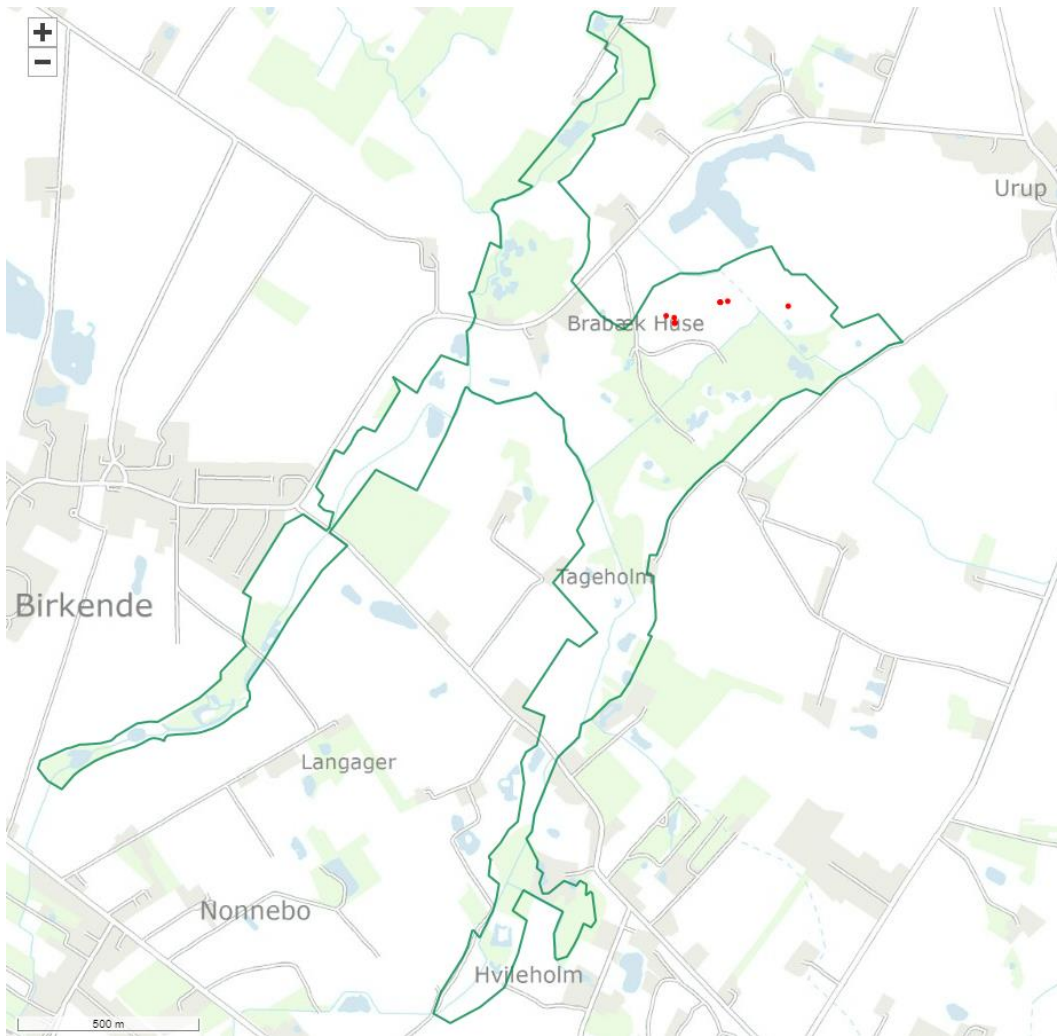 +
−
Urup
Brabæk Huse
Tageholm
Birkende
Langager
Nonnebo
Hvileholm
500 m